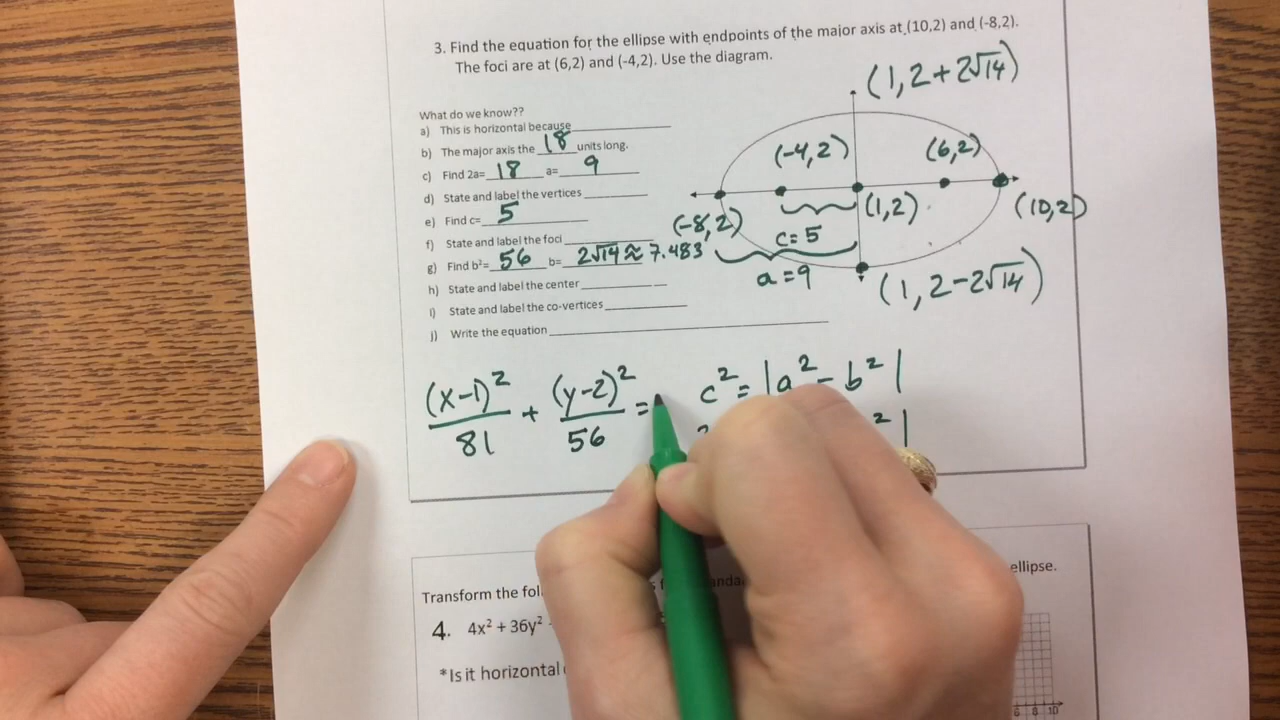 3. Find the equation for the ellipse with endpoints of the major axis at (10,2) and (-8,2).
The foci are at (6,2) and (-4,2). Use the diagram.
(1, 2+2√14)
What do we know??
a) This is horizontal because
b) The major axis the 18 units long.
c) Find 2a= 18 a= 9
d) State and label the vertices
e) Find c= 5
f) State and label the foci
g) Find b²= 56 b= 2√14 ≈ 7.483
h) State and label the center
i) State and label the co-vertices
j) Write the equation
(-4,2) (6,2)
(-8,2) (1,2) (10,2)
c=5
a=9 (1, 2-2√14)
(x-1)²/81 + (y-2)²/56 =
c² = |a² - b²|
² |
Transform the fol
ellipse.
4. 4x² + 36y²
*Is it horizontal
6 8 10